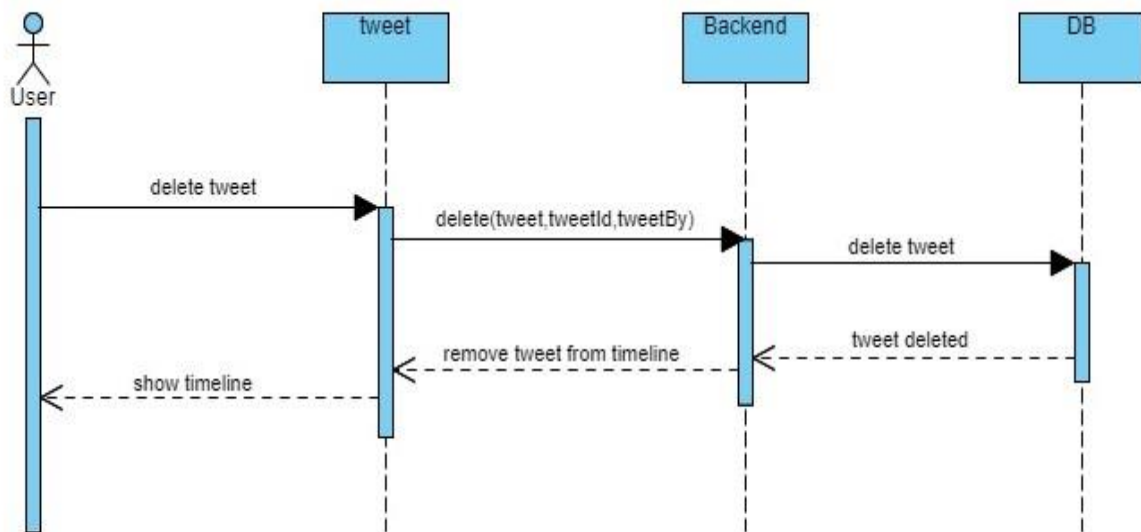 tweet
Backend
DB
User
delete tweet
delete(tweet,tweetId,tweetBy)
delete tweet
tweet deleted
remove tweet from timeline
show timeline